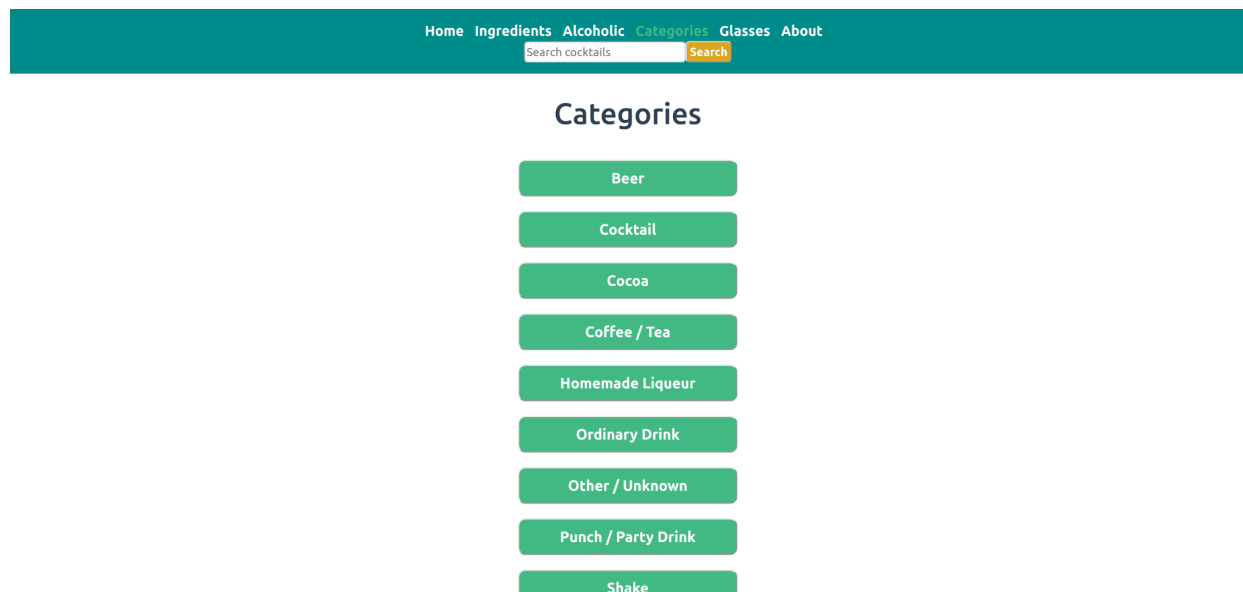 Home Ingredients Alcoholic Categories Glasses About
Search cocktails Search
Categories
Beer
Cocktail
Cocoa
Coffee / Tea
Homemade Liqueur
Ordinary Drink
Other / Unknown
Punch / Party Drink
Shake